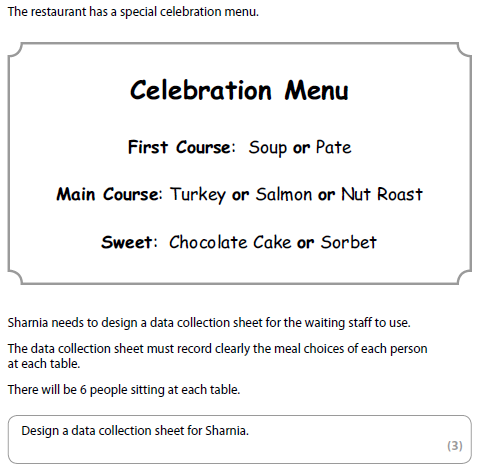 The restaurant has a special celebration menu.
Celebration Menu
First Course: Soup or Pate
Main Course: Turkey or Salmon or Nut Roast
Sweet: Chocolate Cake or Sorbet
Sharnia needs to design a data collection sheet for the waiting staff to use.
The data collection sheet must record clearly the meal choices of each person
at each table.
There will be 6 people sitting at each table.
Design a data collection sheet for Sharnia.
(3)